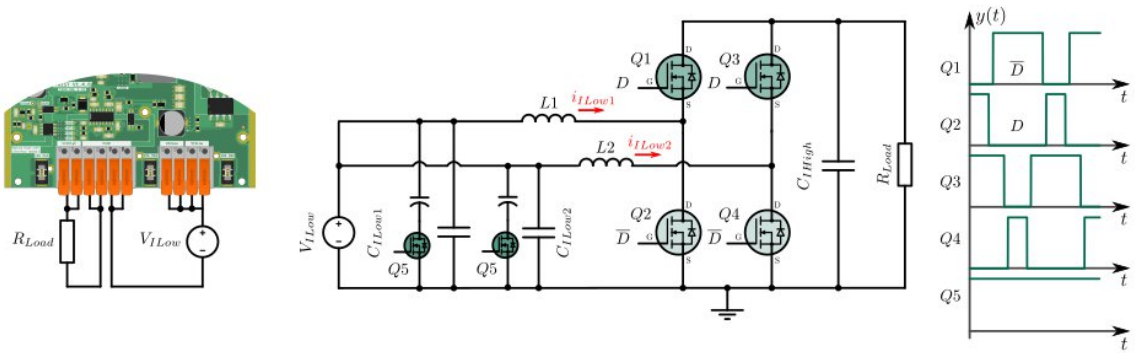 R_Load
V_ILow
V_ILow
C_ILow1
Q5
Q5
C_ILow2
L1
i_ILow1
L2
i_ILow2
Q1
D
G
D
S
Q3
D
G
D
S
Q2
D̅
G
D
S
Q4
D̅
G
D
S
C_IHigh
R_Load
y(t)
Q1
D̅
t
Q2
D
t
Q3
t
Q4
t
Q5
t